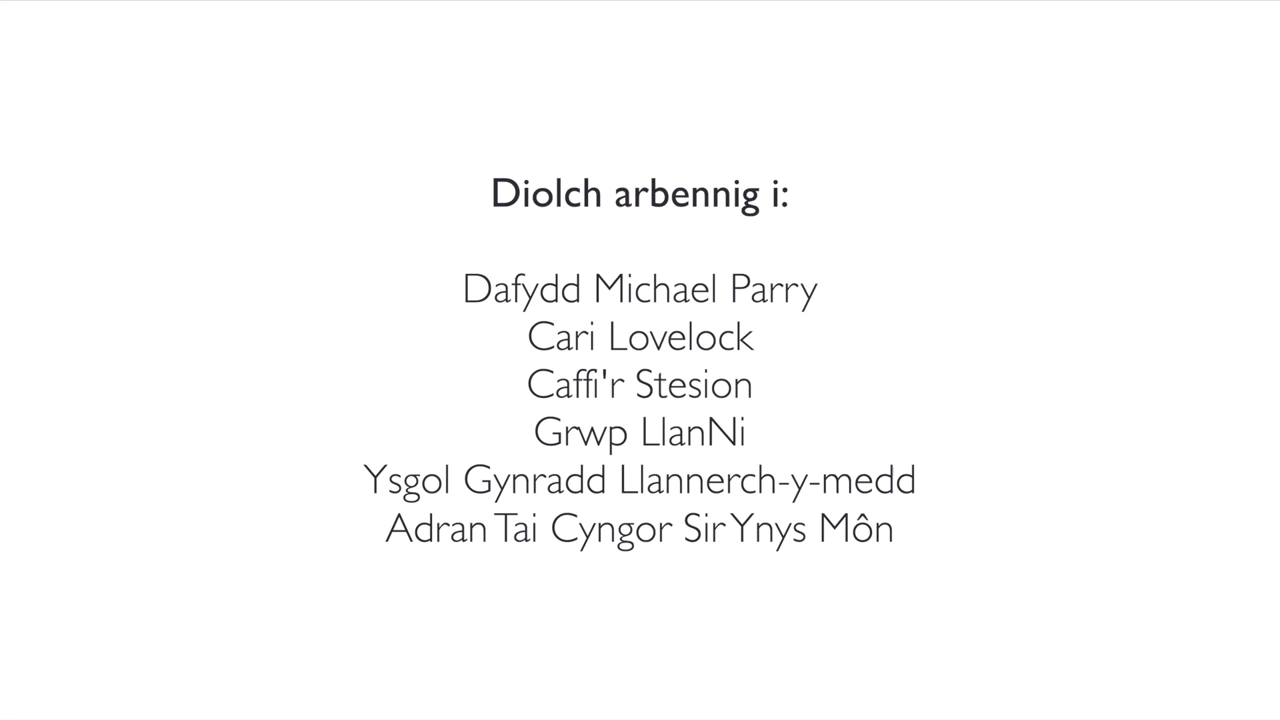 Diolch arbennig i:
Dafydd Michael Parry
Cari Lovelock
Caffi'r Stesion
Grwp LlanNi
Ysgol Gynradd Llannerch-y-medd
Adran Tai Cyngor Sir Ynys Môn